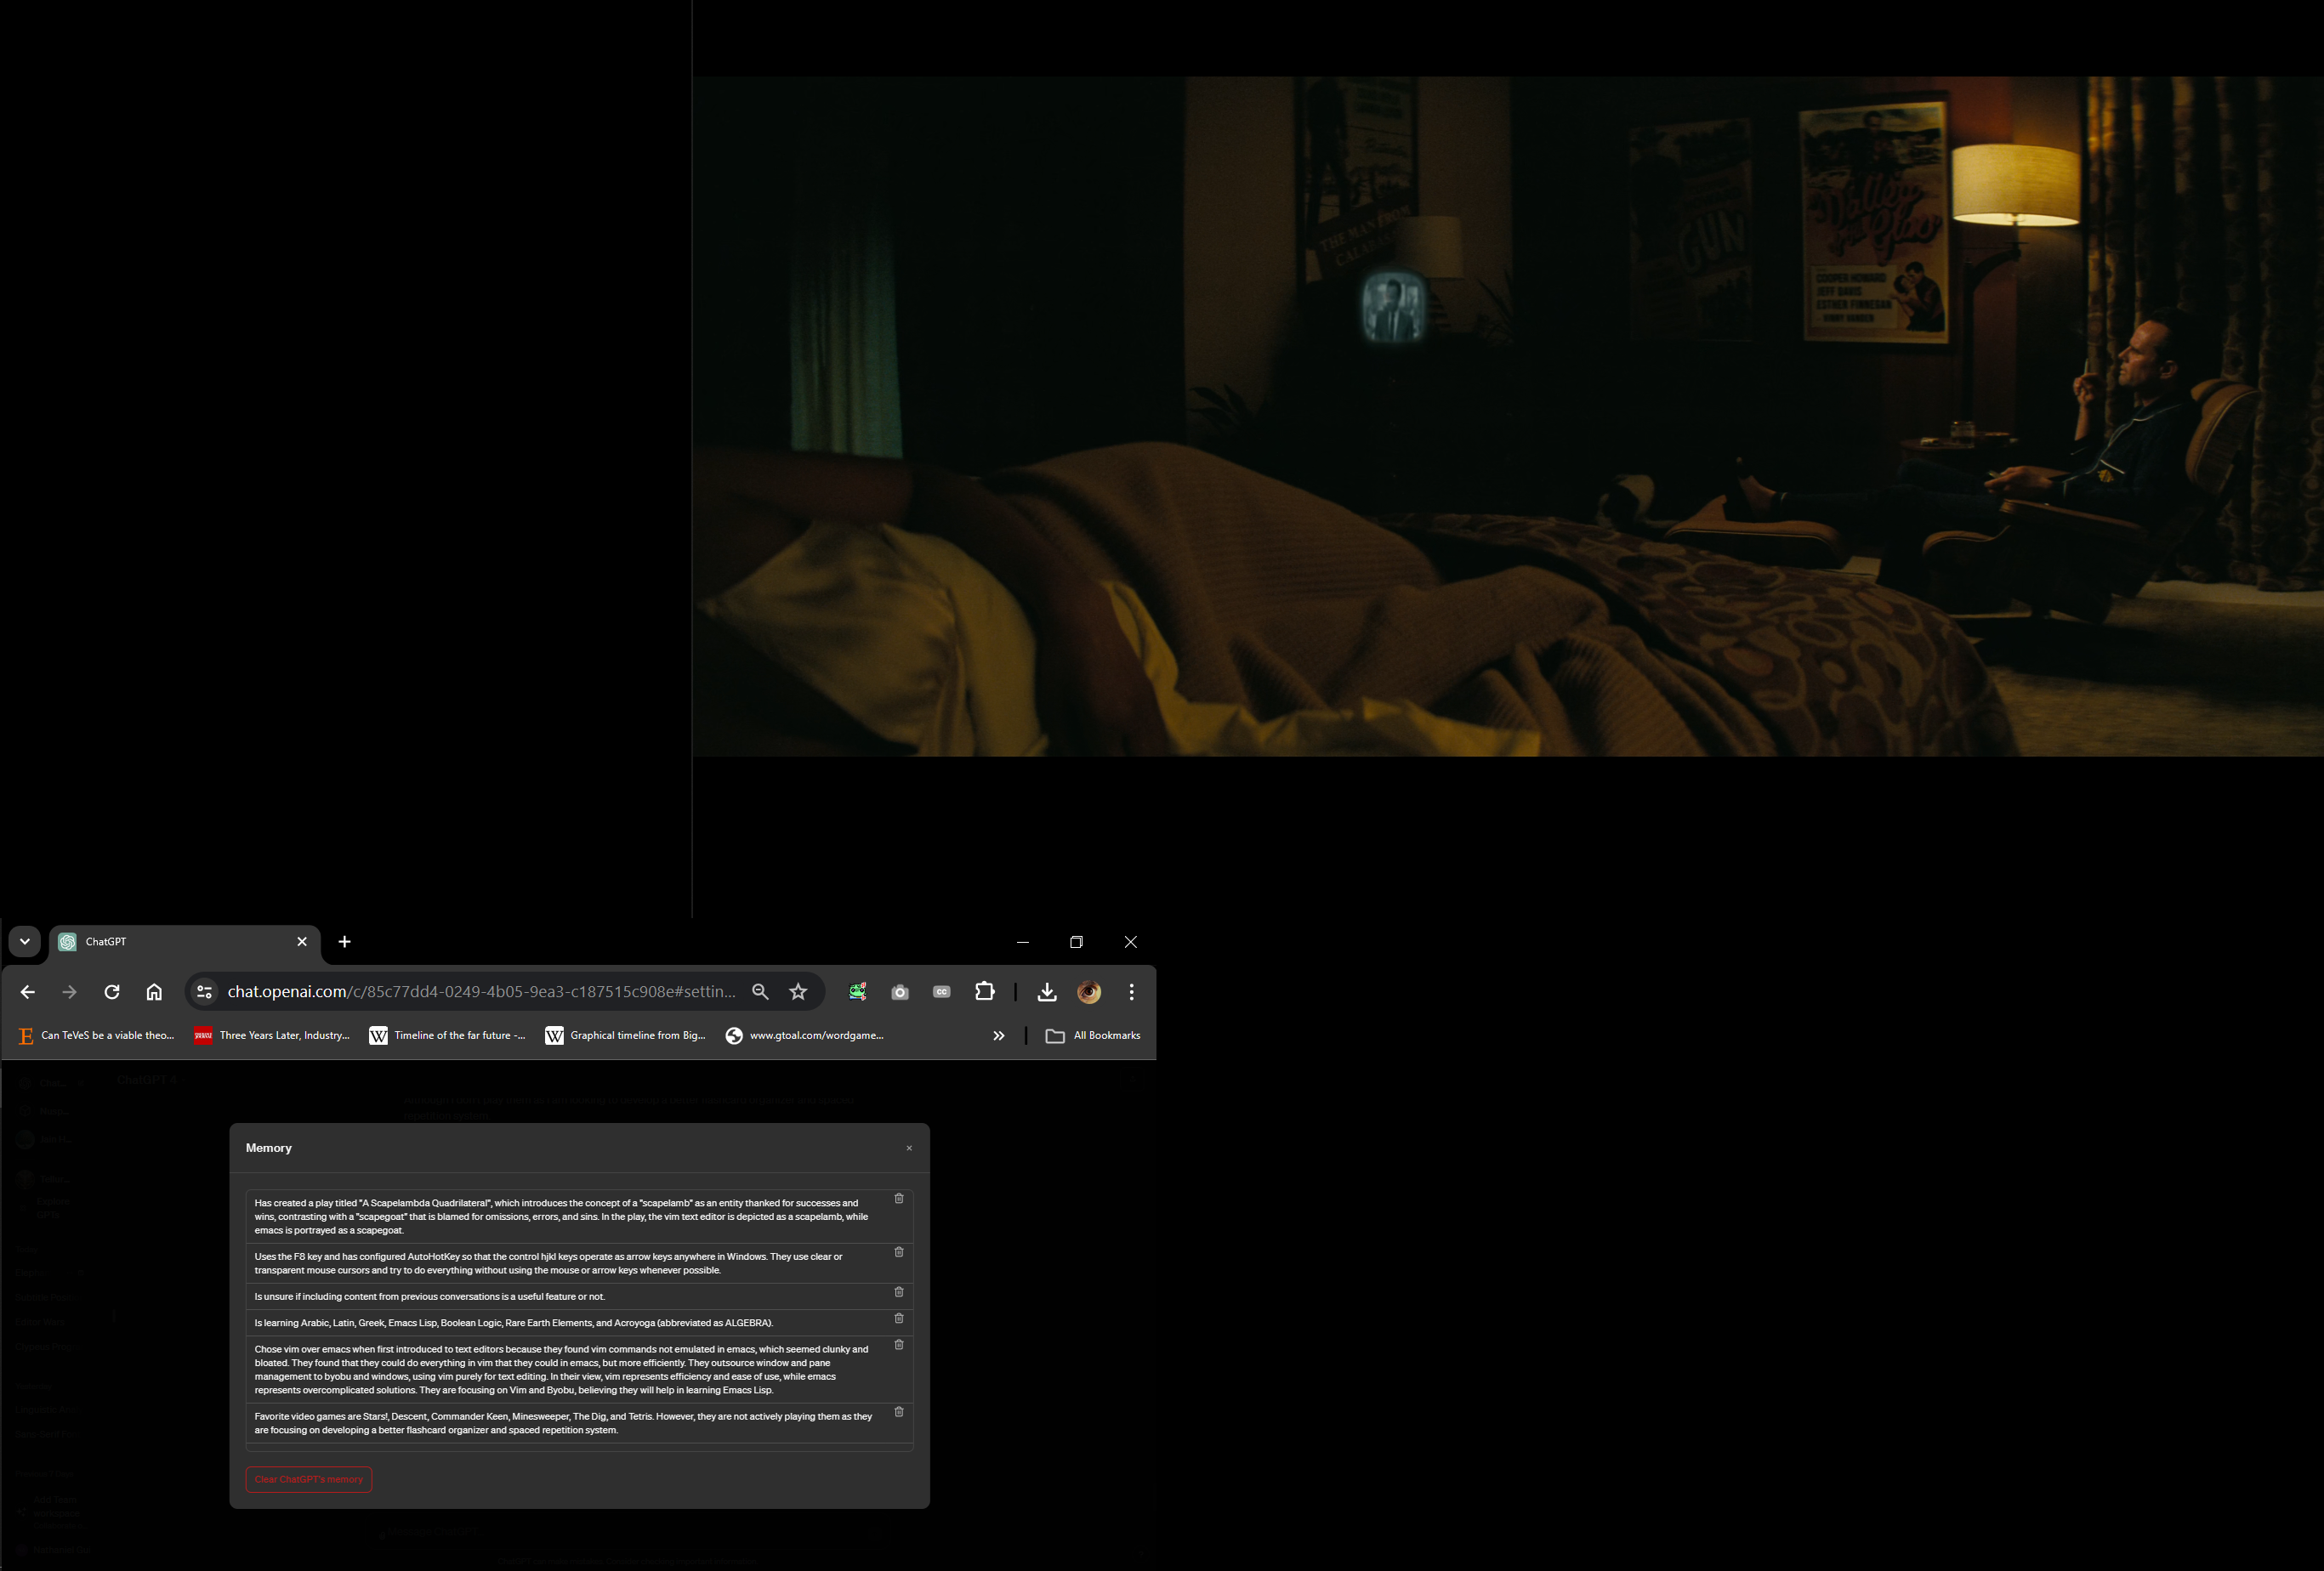 THE MAN FROM
GUN
Valley
COOPER HOWARD
JEFF DAVIS
ESTHER FINNEGAN
ChatGPT
chat.openai.com/c/85c77dd4-0249-4b05-9ea3-c187515c908e#settin...
CC
E Can TeVeS be a viable theo...
Three Years Later, Industry...
W Timeline of the far future -...
W Graphical timeline from Big...
www.gtoal.com/wordgame...
All Bookmarks
ChatGPT
Memory
Has created a play titled "A Scapelambda Quadrilateral", which introduces the concept of a "scapelamb" as an entity thanked for successes and
wins, contrasting with a "scapegoat" that is blamed for omissions, errors, and sins. In the play, the vim text editor is depicted as a scapelamb, while
emacs is portrayed as a scapegoat.
Uses the F8 key and has configured AutoHotKey so that the control hjkl keys operate as arrow keys anywhere in Windows. They use clear or
transparent mouse cursors and try to do everything without using the mouse or arrow keys whenever possible.
Is unsure if including content from previous conversations is a useful feature or not.
Is learning Arabic, Latin, Greek, Emacs Lisp, Boolean Logic, Rare Earth Elements, and Acroyoga (abbreviated as ALGEBRA).
Chose vim over emacs when first introduced to text editors because they found vim commands not emulated in emacs, which seemed clunky and
bloated. They found that they could do everything in vim that they could in emacs, but more efficiently. They outsource window and pane
management to byobu and windows, using vim purely for text editing. In their view, vim represents efficiency and ease of use, while emacs
represents overcomplicated solutions. They are focusing on Vim and Byobu, believing they will help in learning Emacs Lisp.
Favorite video games are Stars!, Descent, Commander Keen, Minesweeper, The Dig, and Tetris. However, they are not actively playing them as they
are focusing on developing a better flashcard organizer and spaced repetition system.
Clear ChatGPT's memory